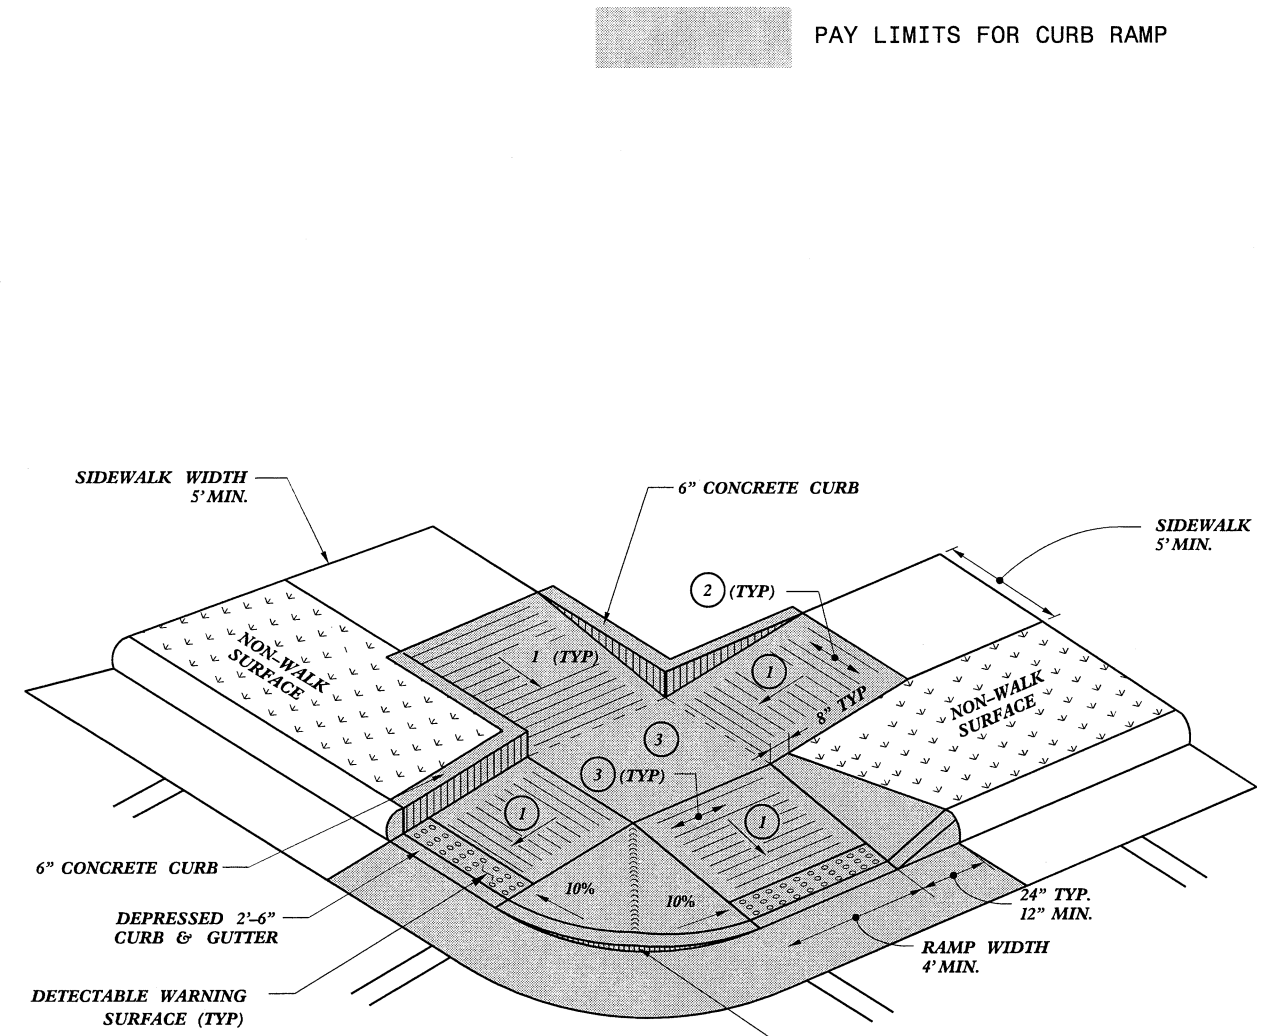 PAY LIMITS FOR CURB RAMP
SIDEWALK WIDTH
5' MIN.
6" CONCRETE CURB
SIDEWALK
5' MIN.
2 (TYP)
NON-WALK
SURFACE
1 (TYP)
1
8" TYP
NON-WALK
SURFACE
3
3 (TYP)
1
1
6" CONCRETE CURB
10%
10%
24" TYP.
12" MIN.
DEPRESSED 2'-6"
CURB & GUTTER
RAMP WIDTH
4' MIN.
DETECTABLE WARNING
SURFACE (TYP)